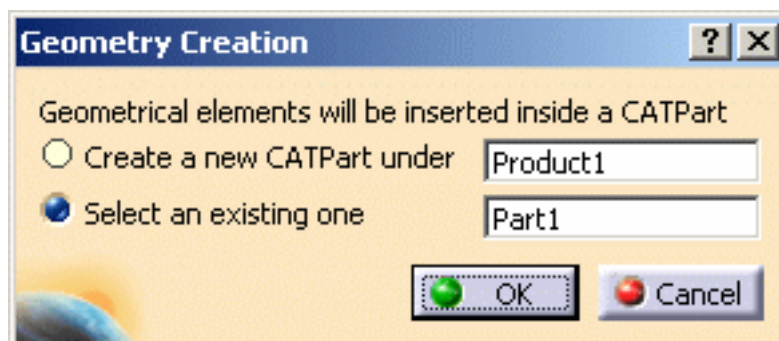 Geometry Creation
Geometrical elements will be inserted inside a CATPart
Create a new CATPart under Product1
Select an existing one Part1
OK Cancel